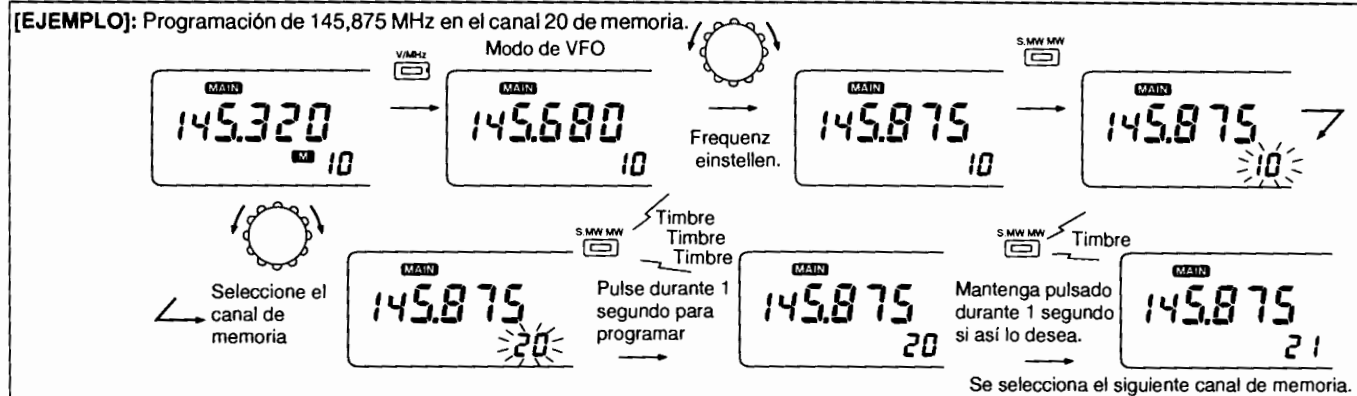 [EJEMPLO]: Programación de 145,875 MHz en el canal 20 de memoria.
V/MHz
Modo de VFO
S.MW MW
MAIN
145.320
M 10
MAIN
145.680
10
Frequenz
einstellen.
MAIN
145.875
10
MAIN
145.875
10
Seleccione el
canal de
memoria
MAIN
145.875
20
S.MW MW
Timbre
Timbre
Timbre
Pulse durante 1
segundo para
programar
MAIN
145.875
20
S.MW MW
Timbre
Mantenga pulsado
durante 1 segundo
si así lo desea.
MAIN
145.875
21
Se selecciona el siguiente canal de memoria.